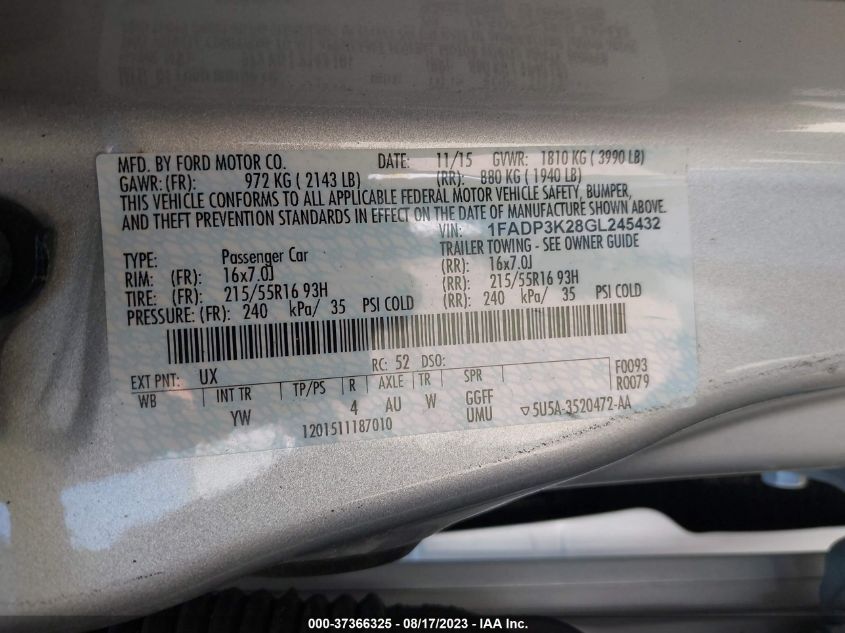 MFD. BY FORD MOTOR CO. DATE: 11/15 GVWR: 1810 KG ( 3990 LB)
GAWR: (FR): 972 KG ( 2143 LB) (RR): 880 KG ( 1940 LB)
THIS VEHICLE CONFORMS TO ALL APPLICABLE FEDERAL MOTOR VEHICLE SAFETY, BUMPER,
AND THEFT PREVENTION STANDARDS IN EFFECT ON THE DATE OF MANUFACTURE SHOWN ABOVE.
VIN: 1FADP3K28GL245432
TYPE: Passenger Car TRAILER TOWING - SEE OWNER GUIDE
RIM: (FR): 16x7.0J (RR): 16x7.0J
TIRE: (FR): 215/55R16 93H (RR): 215/55R16 93H
PRESSURE: (FR): 240 kPa/ 35 PSI COLD (RR): 240 kPa/ 35 PSI COLD
EXT PNT: UX RC: 52 DSO: F0093
WB INT TR TP/PS R AXLE TR SPR R0079
YW 4 AU W GGFF
UMU
1201511187010 ▽ 5U5A-3520472-AA
000-37366325 - 08/17/2023 - IAA Inc.